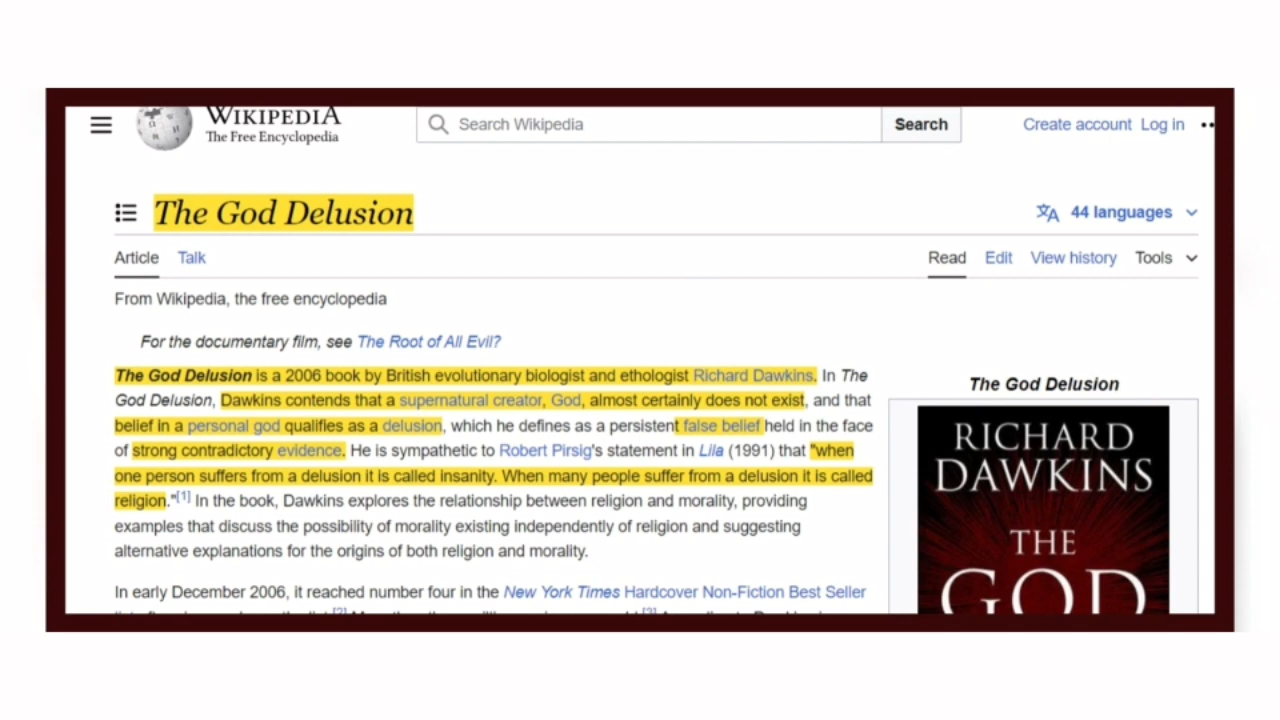 WIKIPEDIA
The Free Encyclopedia
Search Wikipedia
Search
Create account Log in
The God Delusion
44 languages
Article Talk
Read Edit View history Tools
From Wikipedia, the free encyclopedia
For the documentary film, see The Root of All Evil?
The God Delusion is a 2006 book by British evolutionary biologist and ethologist Richard Dawkins. In The
God Delusion, Dawkins contends that a supernatural creator, God, almost certainly does not exist, and that
belief in a personal god qualifies as a delusion, which he defines as a persistent false belief held in the face
of strong contradictory evidence. He is sympathetic to Robert Pirsig's statement in Lila (1991) that "when
one person suffers from a delusion it is called insanity. When many people suffer from a delusion it is called
religion."[1] In the book, Dawkins explores the relationship between religion and morality, providing
examples that discuss the possibility of morality existing independently of religion and suggesting
alternative explanations for the origins of both religion and morality.
In early December 2006, it reached number four in the New York Times Hardcover Non-Fiction Best Seller
The God Delusion
RICHARD
DAWKINS
THE
GOD